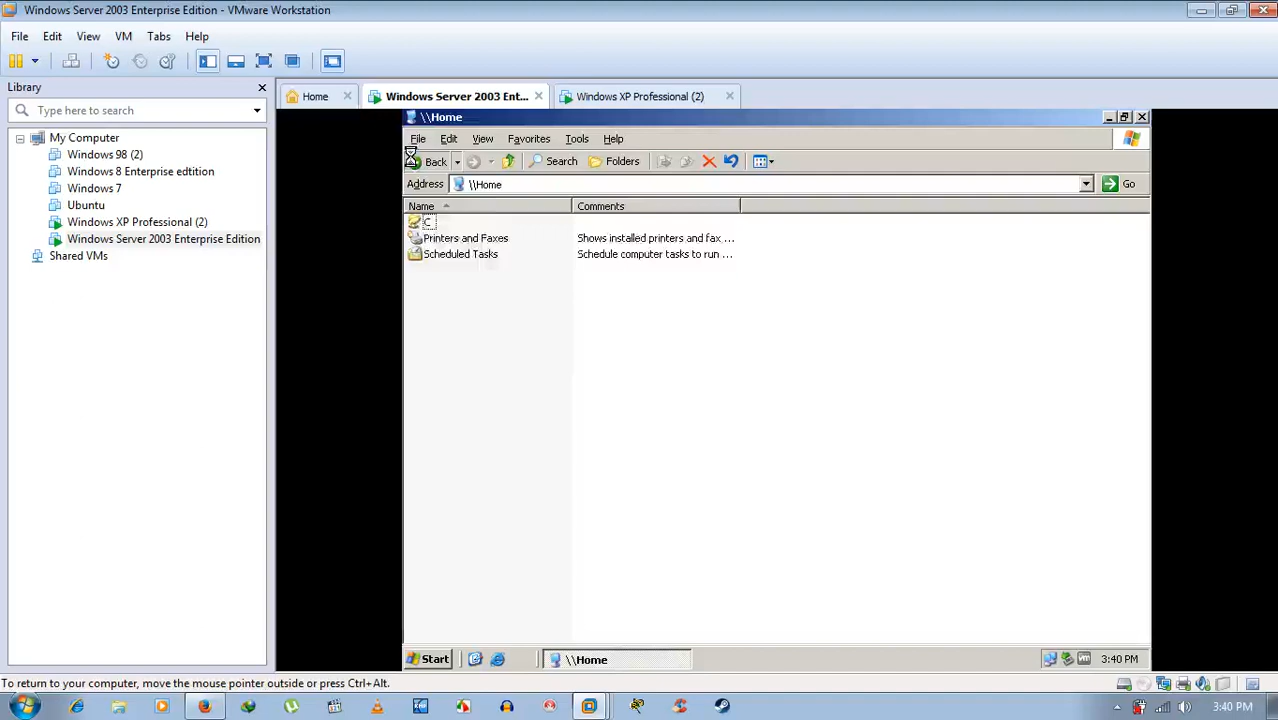 Windows Server 2003 Enterprise Edition - VMware Workstation
File Edit View VM Tabs Help
Library
Type here to search
My Computer
Windows 98 (2)
Windows 8 Enterprise edtition
Windows 7
Ubuntu
Windows XP Professional (2)
Windows Server 2003 Enterprise Edition
Shared VMs
Home
Windows Server 2003 Ent...
Windows XP Professional (2)
\\Home
File Edit View Favorites Tools Help
Back Search Folders
Address \\Home Go
Name Comments
C
Printers and Faxes Shows installed printers and fax ...
Scheduled Tasks Schedule computer tasks to run ...
Start \\Home 3:40 PM
To return to your computer, move the mouse pointer outside or press Ctrl+Alt.
3:40 PM